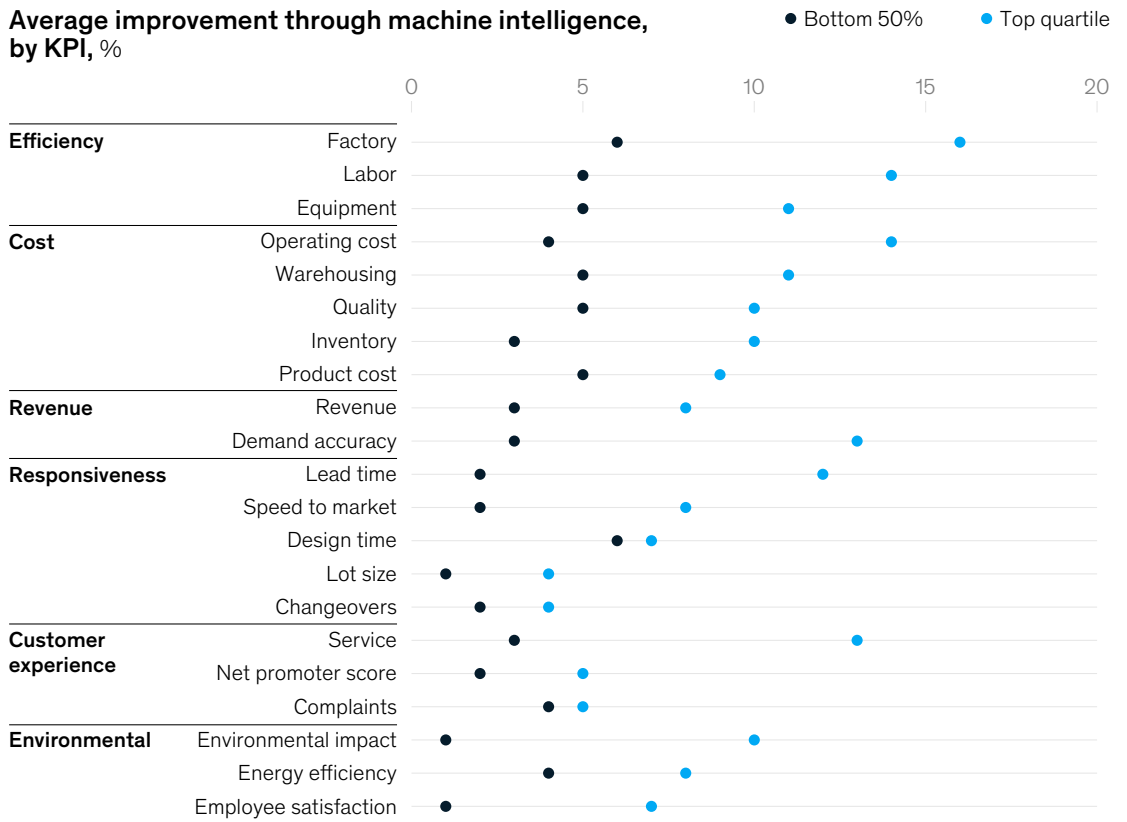 Average improvement through machine intelligence,
by KPI, %
Bottom 50%
Top quartile
0 5 10 15 20
Efficiency Factory
Labor
Equipment
Cost Operating cost
Warehousing
Quality
Inventory
Product cost
Revenue Revenue
Demand accuracy
Responsiveness Lead time
Speed to market
Design time
Lot size
Changeovers
Customer Service
experience
Net promoter score
Complaints
Environmental Environmental impact
Energy efficiency
Employee satisfaction